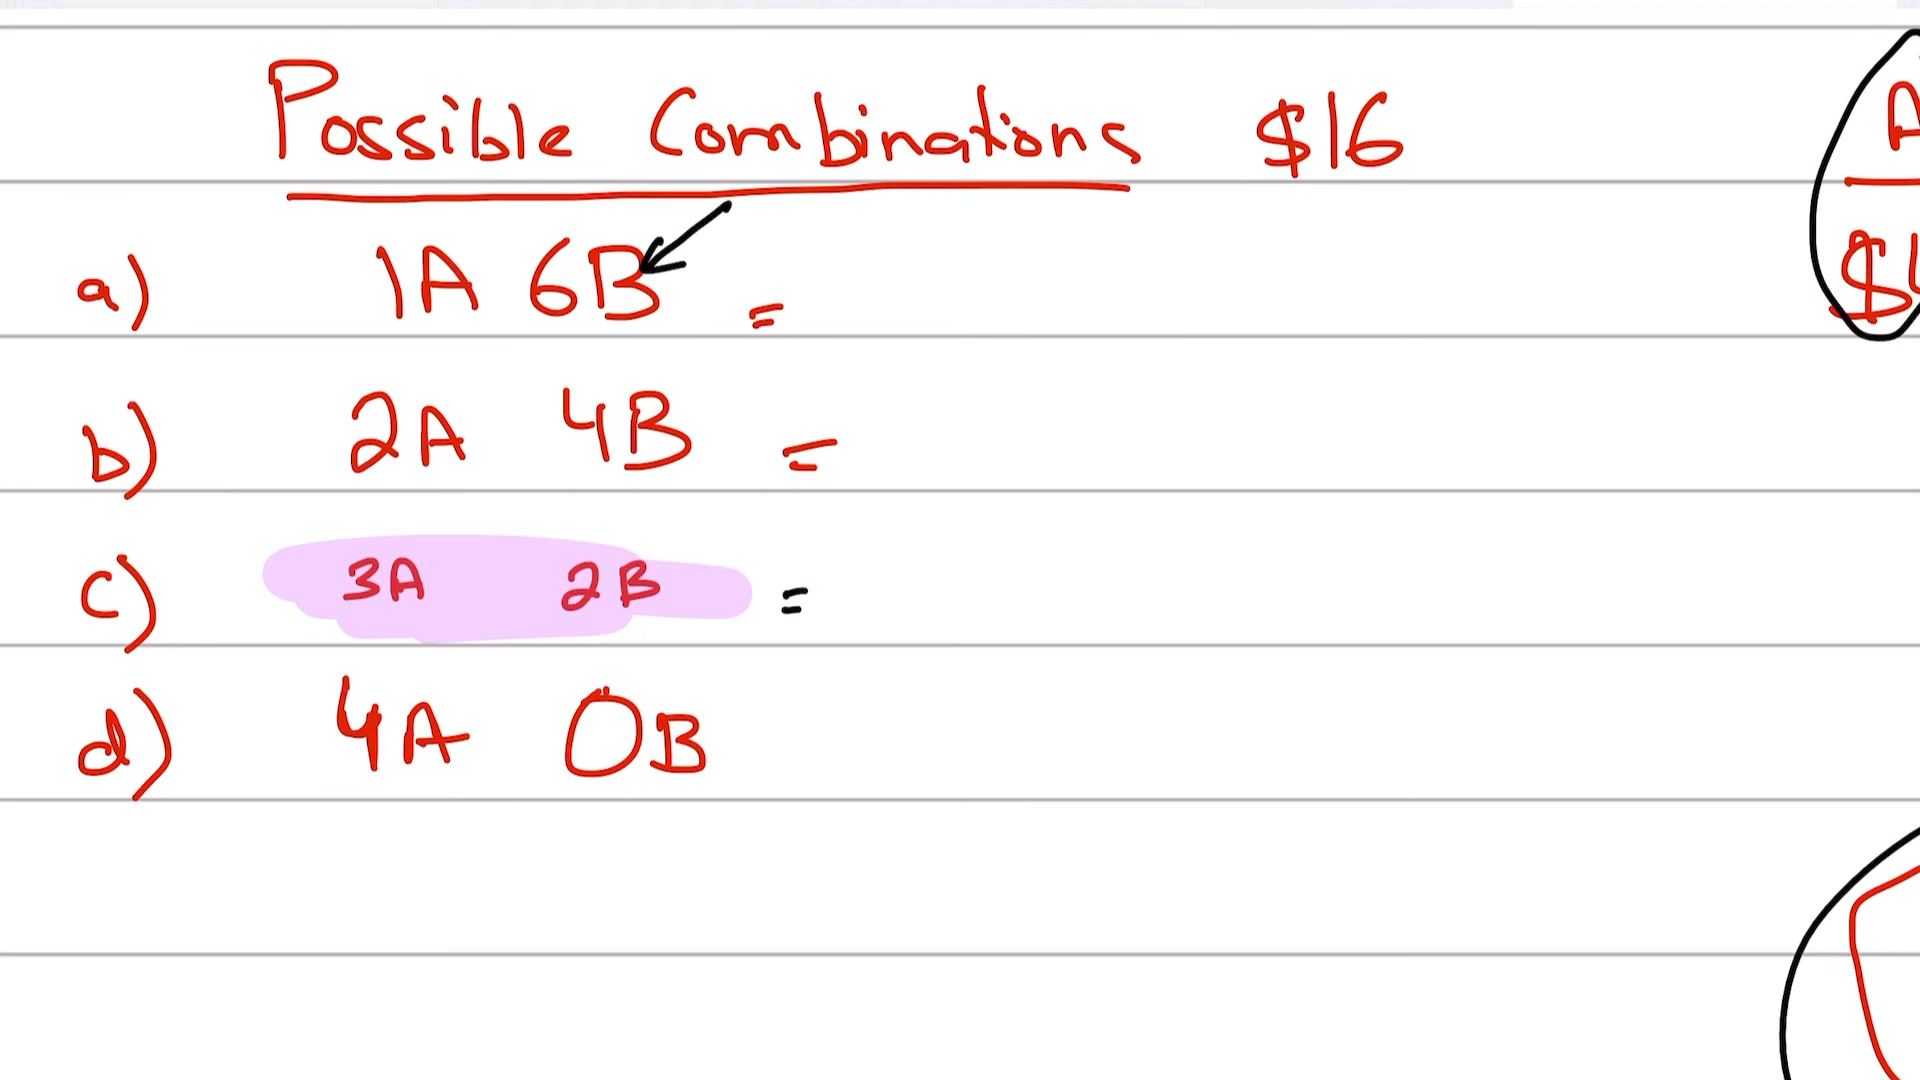 Possible Combinations $16
A
$
a) 1A 6B =
b) 2A 4B =
c) 3A 2B =
d) 4A 0B